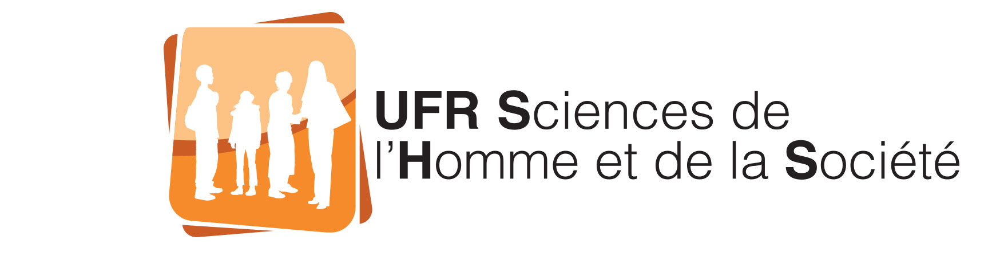 UFR Sciences de
l’Homme et de la Société